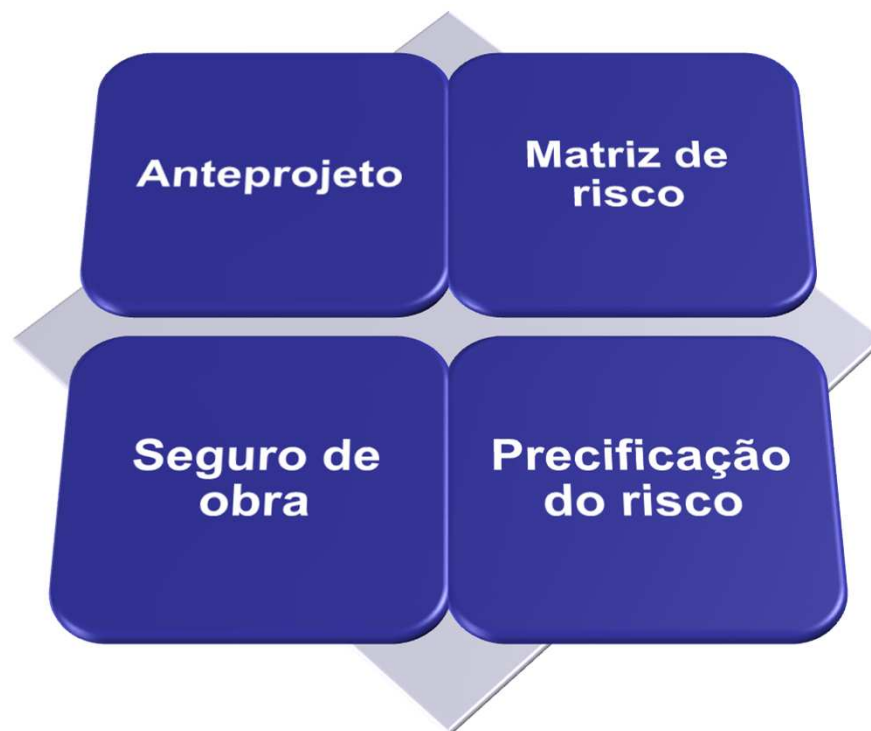 Anteprojeto
Matriz de
risco
Seguro de
obra
Precificação
do risco